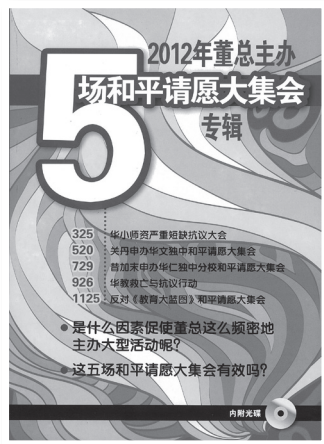 2012年董总主办
5
场和平请愿大集会
专辑
325 华小师资严重短缺抗议大会
520 关丹申办华文独中和平请愿大集会
729 昔加末申办华仁独中分校和平请愿大集会
926 华教救亡与抗议行动
1125 反对《教育大蓝图》和平请愿大集会
● 是什么因素促使董总这么频密地
主办大型活动呢?
● 这五场和平请愿大集会有效吗?
内附光碟